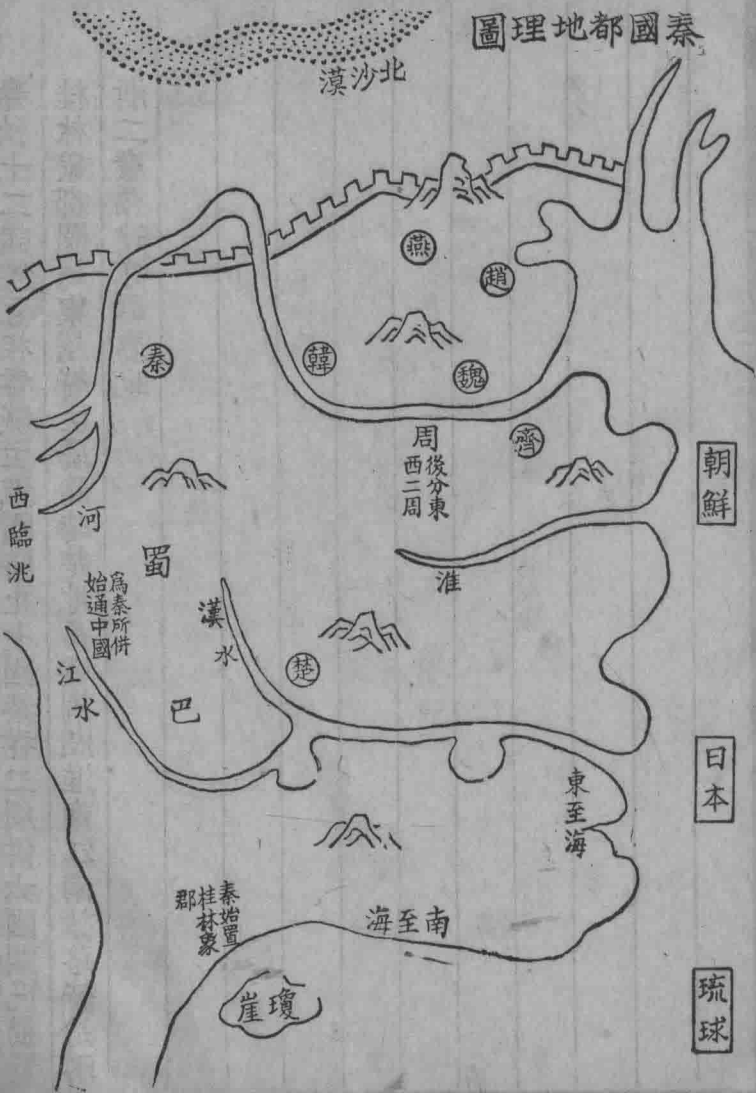 秦國都地理圖
北沙漠
燕
趙
秦
韓
魏
齊
周
後分東
西二周
朝鮮
西臨洮
河
淮
蜀
爲秦所供
始通中國
漢水
江水
楚
巴
日本
東至海
秦始置
桂林象
郡
南至海
瓊崖
琉球